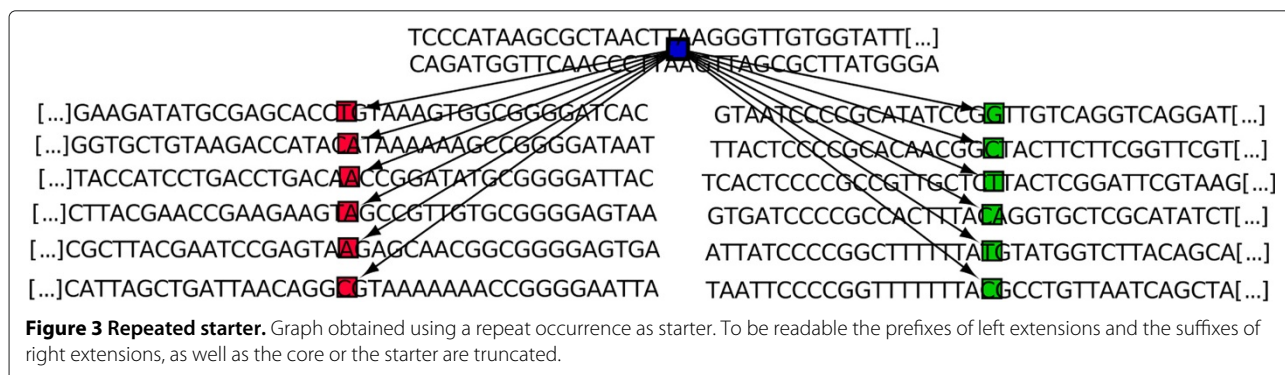 TCCCATAAGCGCTAACTTAAGGGTTGTGGTATT[...]
CAGATGGTTCAACCCTTAAGTTAGCGCTTATGGGA
[...]GAAGATATGCGAGCACCTGTAAAGTGGCGGGGATCAC
[...]GGTGCTGTAAGACCATACATAAAAAAGCCGGGGATAAT
[...]TACCATCCTGACCTGACAACCGGATATGCGGGGATTAC
[...]CTTACGAACCGAAGAAGTAGCCGTTGTGCGGGGAGTAA
[...]CGCTTACGAATCCGAGTAAGAGCAACGGCGGGGAGTGA
[...]CATTAGCTGATTAACAGGCGTAAAAAAACCGGGGAATTA
GTAATCCCCGCATATCCGGTTGTCAGGTCAGGAT[...]
TTACTCCCCGCACAACGGCTACTTCTTCGGTTCGT[...]
TCACTCCCCGCCGTTGCTCTTACTCGGATTCGTAAG[...]
GTGATCCCCGCCACTTTACAGGTGCTCGCATATCT[...]
ATTATCCCCGGCTTTTTTATGTATGGTCTTACAGCA[...]
TAATTCCCCGGTTTTTTTACGCCTGTTAATCAGCTA[...]
Figure 3 Repeated starter. Graph obtained using a repeat occurrence as starter. To be readable the prefixes of left extensions and the suffixes of
right extensions, as well as the core or the starter are truncated.